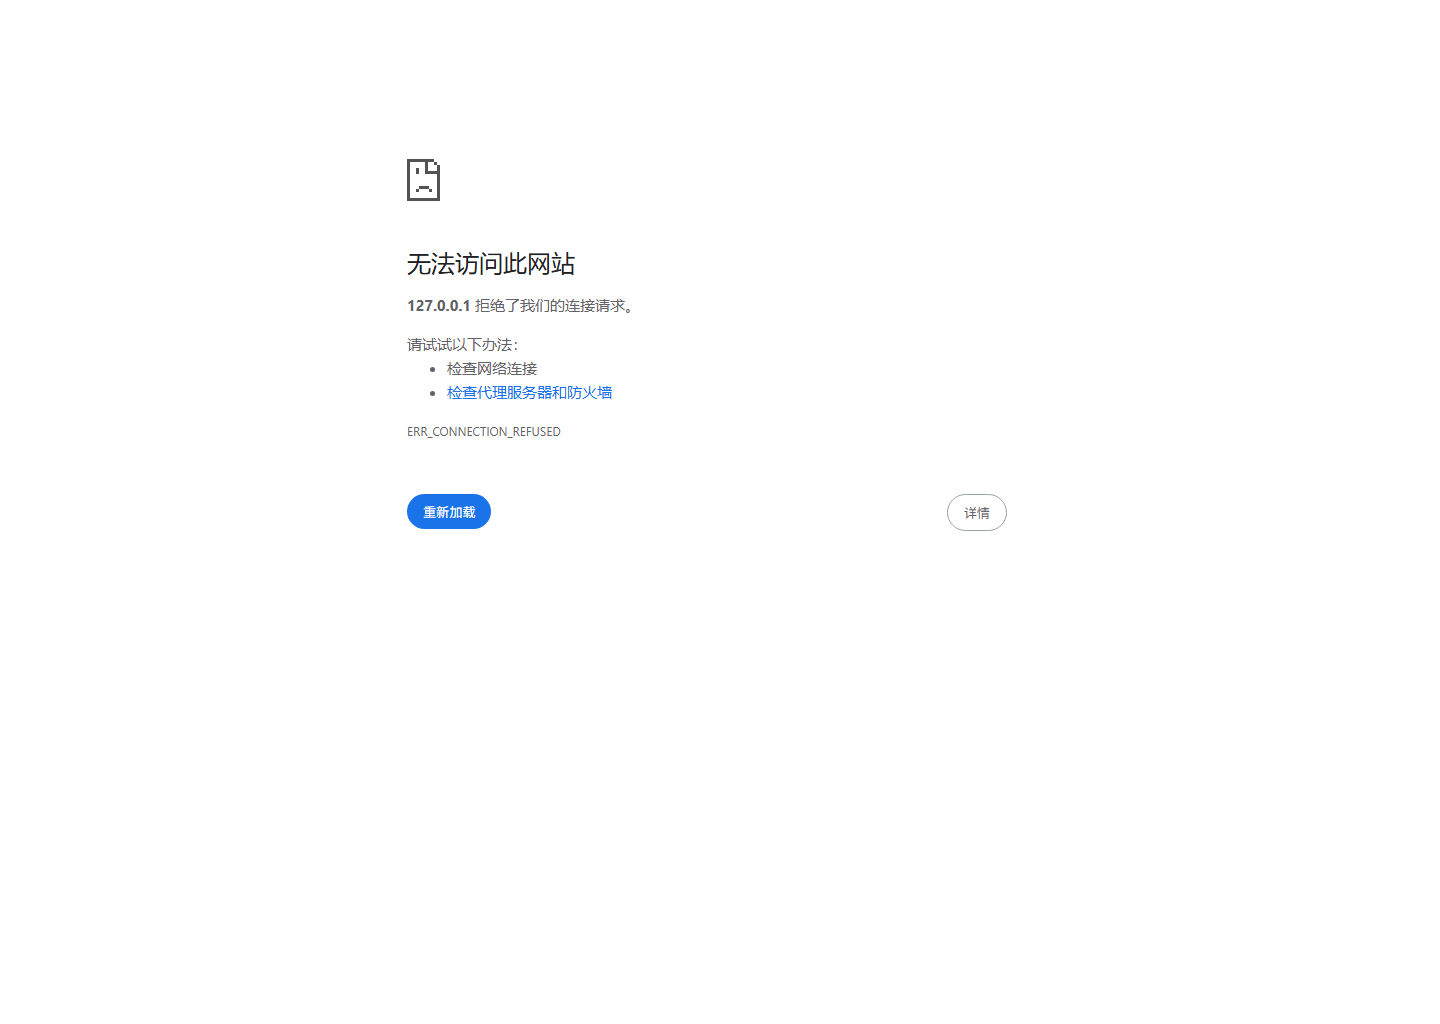 无法访问此网站
127.0.0.1 拒绝了我们的连接请求。
请试试以下办法：
检查网络连接
检查代理服务器和防火墙
ERR_CONNECTION_REFUSED
重新加载
详情